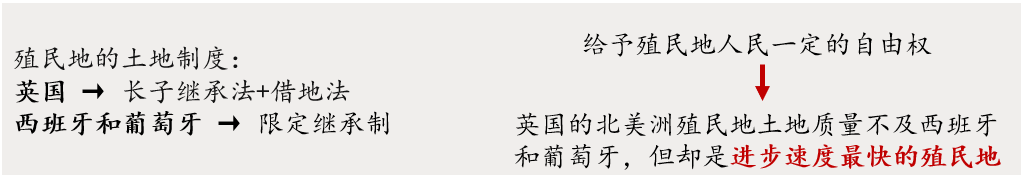 殖民地的土地制度：
英国 → 长子继承法+借地法
西班牙和葡萄牙 → 限定继承制
给予殖民地人民一定的自由权
英国的北美洲殖民地土地质量不及西班牙
和葡萄牙，但却是进步速度最快的殖民地